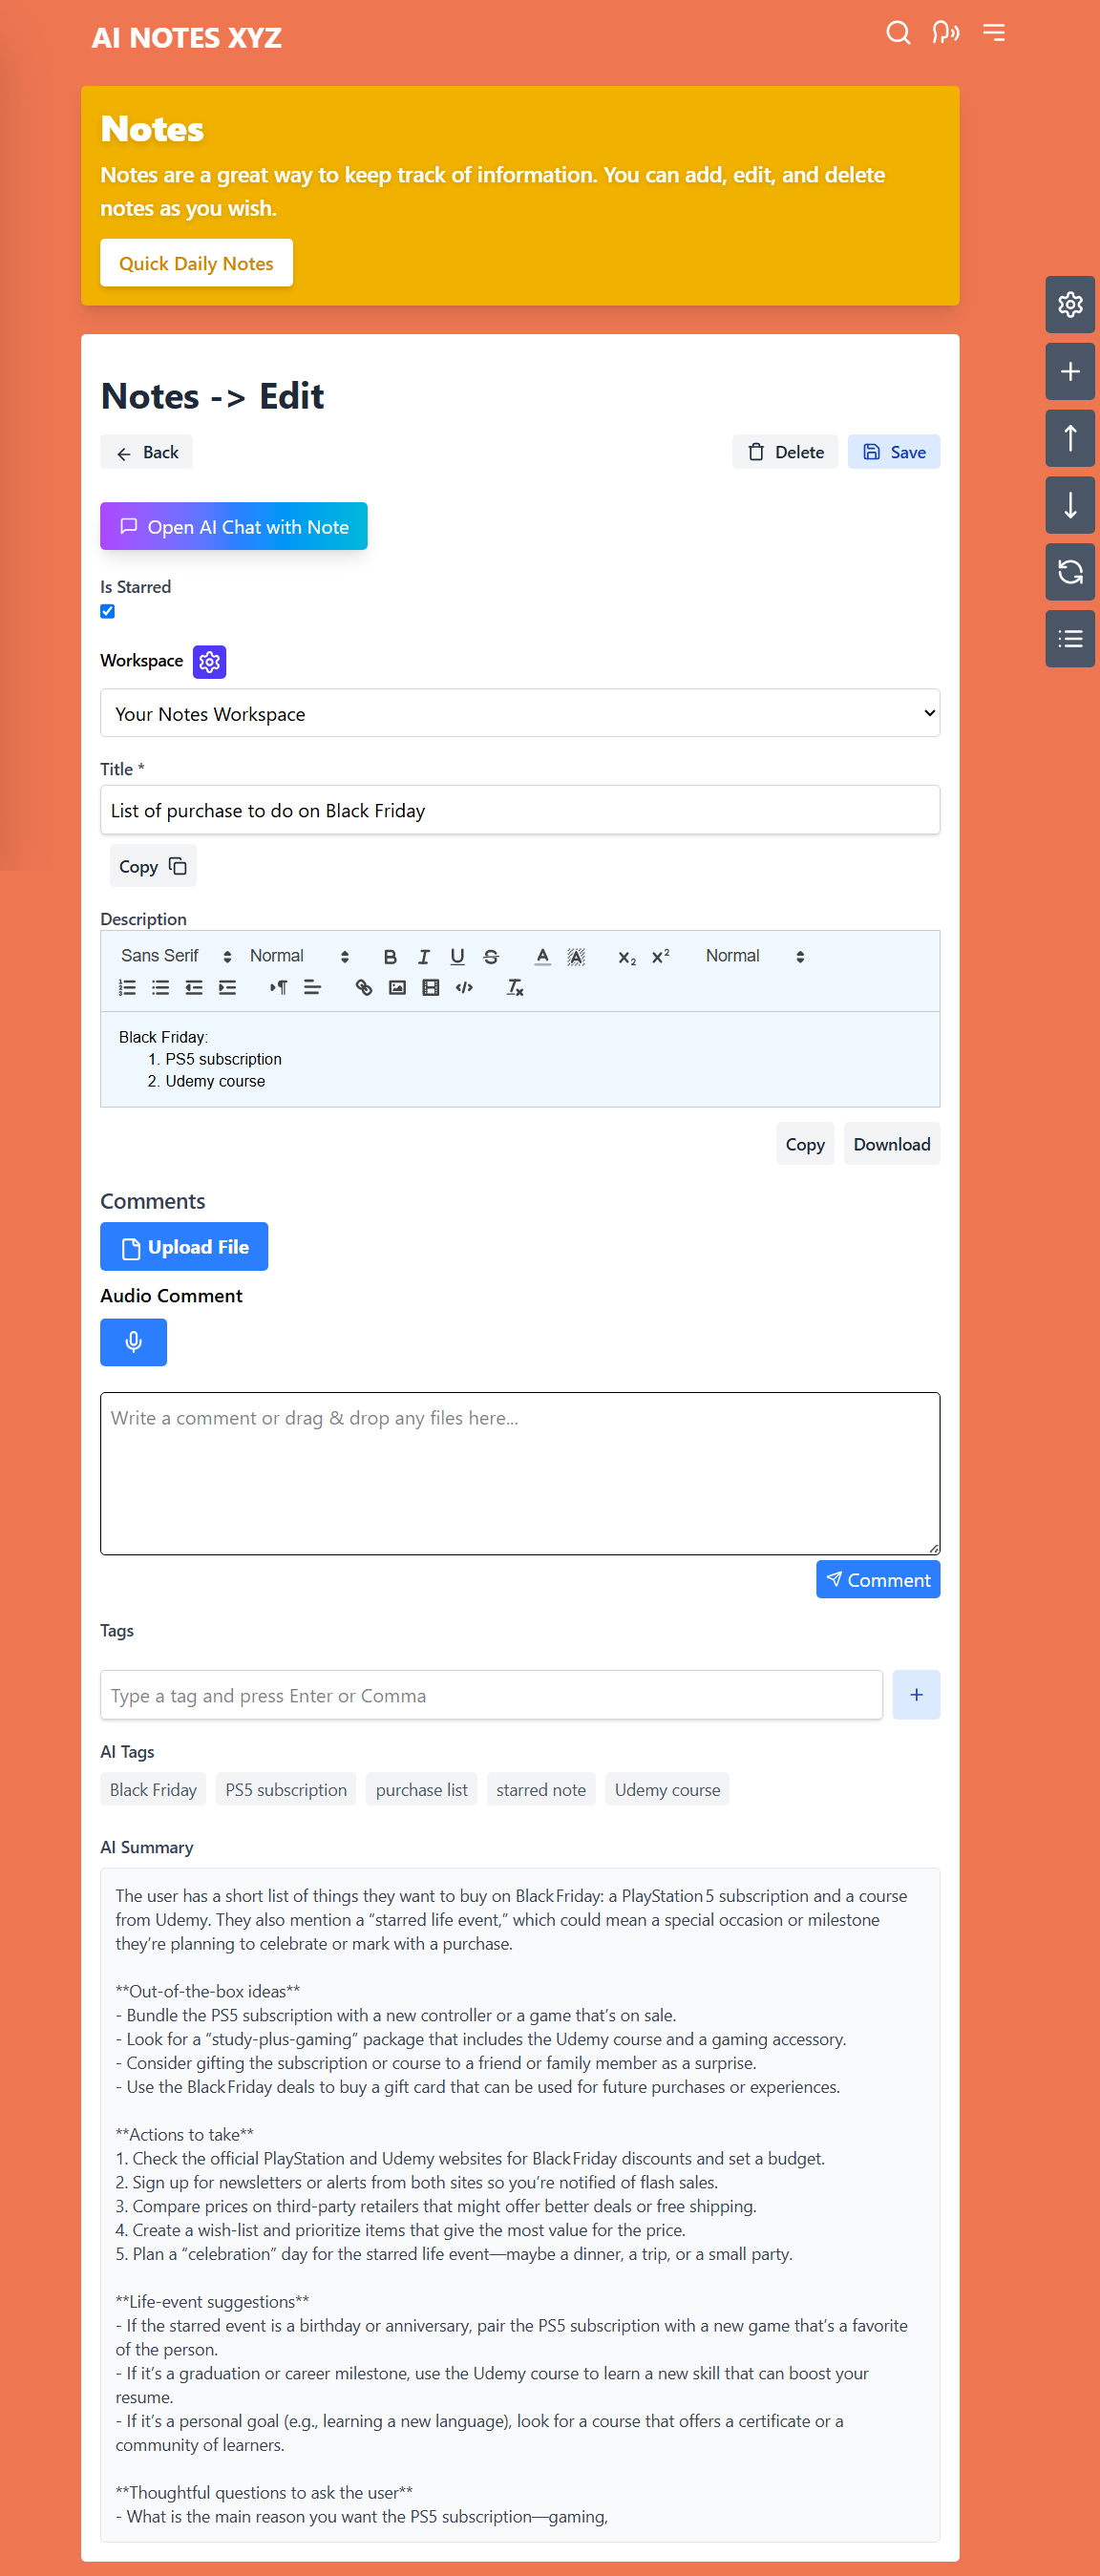 AI NOTES XYZ
Notes
Notes are a great way to keep track of information. You can add, edit, and delete
notes as you wish.
Quick Daily Notes
Notes -> Edit
Back
Delete
Save
Open AI Chat with Note
Is Starred
Workspace
Your Notes Workspace
Title *
List of purchase to do on Black Friday
Copy
Description
Sans Serif Normal B I U S A A x₂ x² Normal
Black Friday:
1. PS5 subscription
2. Udemy course
Copy
Download
Comments
Upload File
Audio Comment
Write a comment or drag & drop any files here...
Comment
Tags
Type a tag and press Enter or Comma
+
AI Tags
Black Friday PS5 subscription purchase list starred note Udemy course
AI Summary
The user has a short list of things they want to buy on Black Friday: a PlayStation 5 subscription and a course
from Udemy. They also mention a “starred life event,” which could mean a special occasion or milestone
they’re planning to celebrate or mark with a purchase.
**Out-of-the-box ideas**
- Bundle the PS5 subscription with a new controller or a game that’s on sale.
- Look for a “study-plus-gaming” package that includes the Udemy course and a gaming accessory.
- Consider gifting the subscription or course to a friend or family member as a surprise.
- Use the Black Friday deals to buy a gift card that can be used for future purchases or experiences.
**Actions to take**
1. Check the official PlayStation and Udemy websites for Black Friday discounts and set a budget.
2. Sign up for newsletters or alerts from both sites so you’re notified of flash sales.
3. Compare prices on third-party retailers that might offer better deals or free shipping.
4. Create a wish-list and prioritize items that give the most value for the price.
5. Plan a “celebration” day for the starred life event—maybe a dinner, a trip, or a small party.
**Life-event suggestions**
- If the starred event is a birthday or anniversary, pair the PS5 subscription with a new game that’s a favorite
of the person.
- If it’s a graduation or career milestone, use the Udemy course to learn a new skill that can boost your
resume.
- If it’s a personal goal (e.g., learning a new language), look for a course that offers a certificate or a
community of learners.
**Thoughtful questions to ask the user**
- What is the main reason you want the PS5 subscription—gaming,